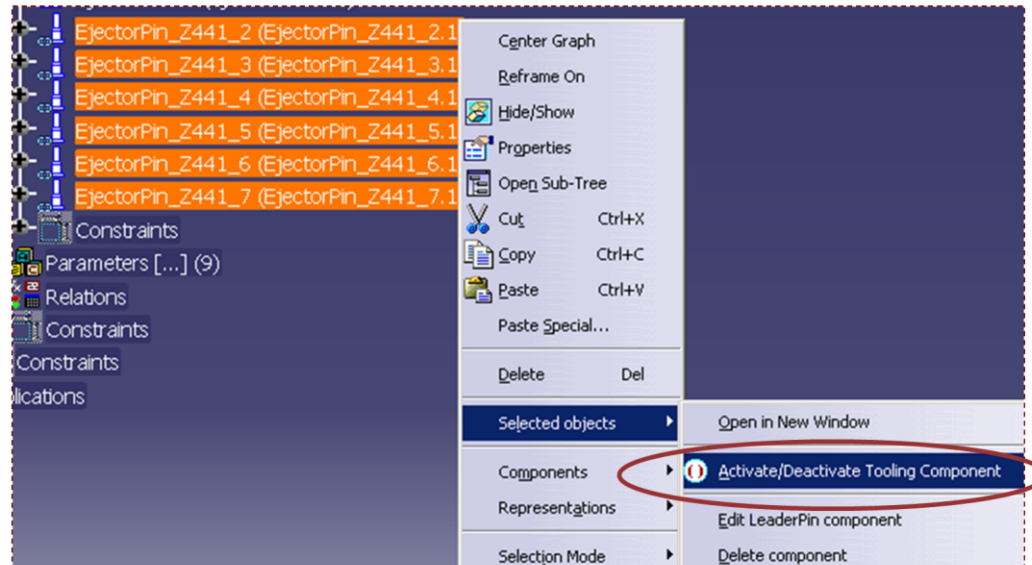 EjectorPin_Z441_2 (EjectorPin_Z441_2.1
EjectorPin_Z441_3 (EjectorPin_Z441_3.1
EjectorPin_Z441_4 (EjectorPin_Z441_4.1
EjectorPin_Z441_5 (EjectorPin_Z441_5.1
EjectorPin_Z441_6 (EjectorPin_Z441_6.1
EjectorPin_Z441_7 (EjectorPin_Z441_7.1
Constraints
Parameters [...] (9)
Relations
Constraints
Constraints
lications
Center Graph
Reframe On
Hide/Show
Properties
Open Sub-Tree
Cut Ctrl+X
Copy Ctrl+C
Paste Ctrl+V
Paste Special...
Delete Del
Selected objects
Components
Representations
Selection Mode
Open in New Window
Activate/Deactivate Tooling Component
Edit LeaderPin component
Delete component